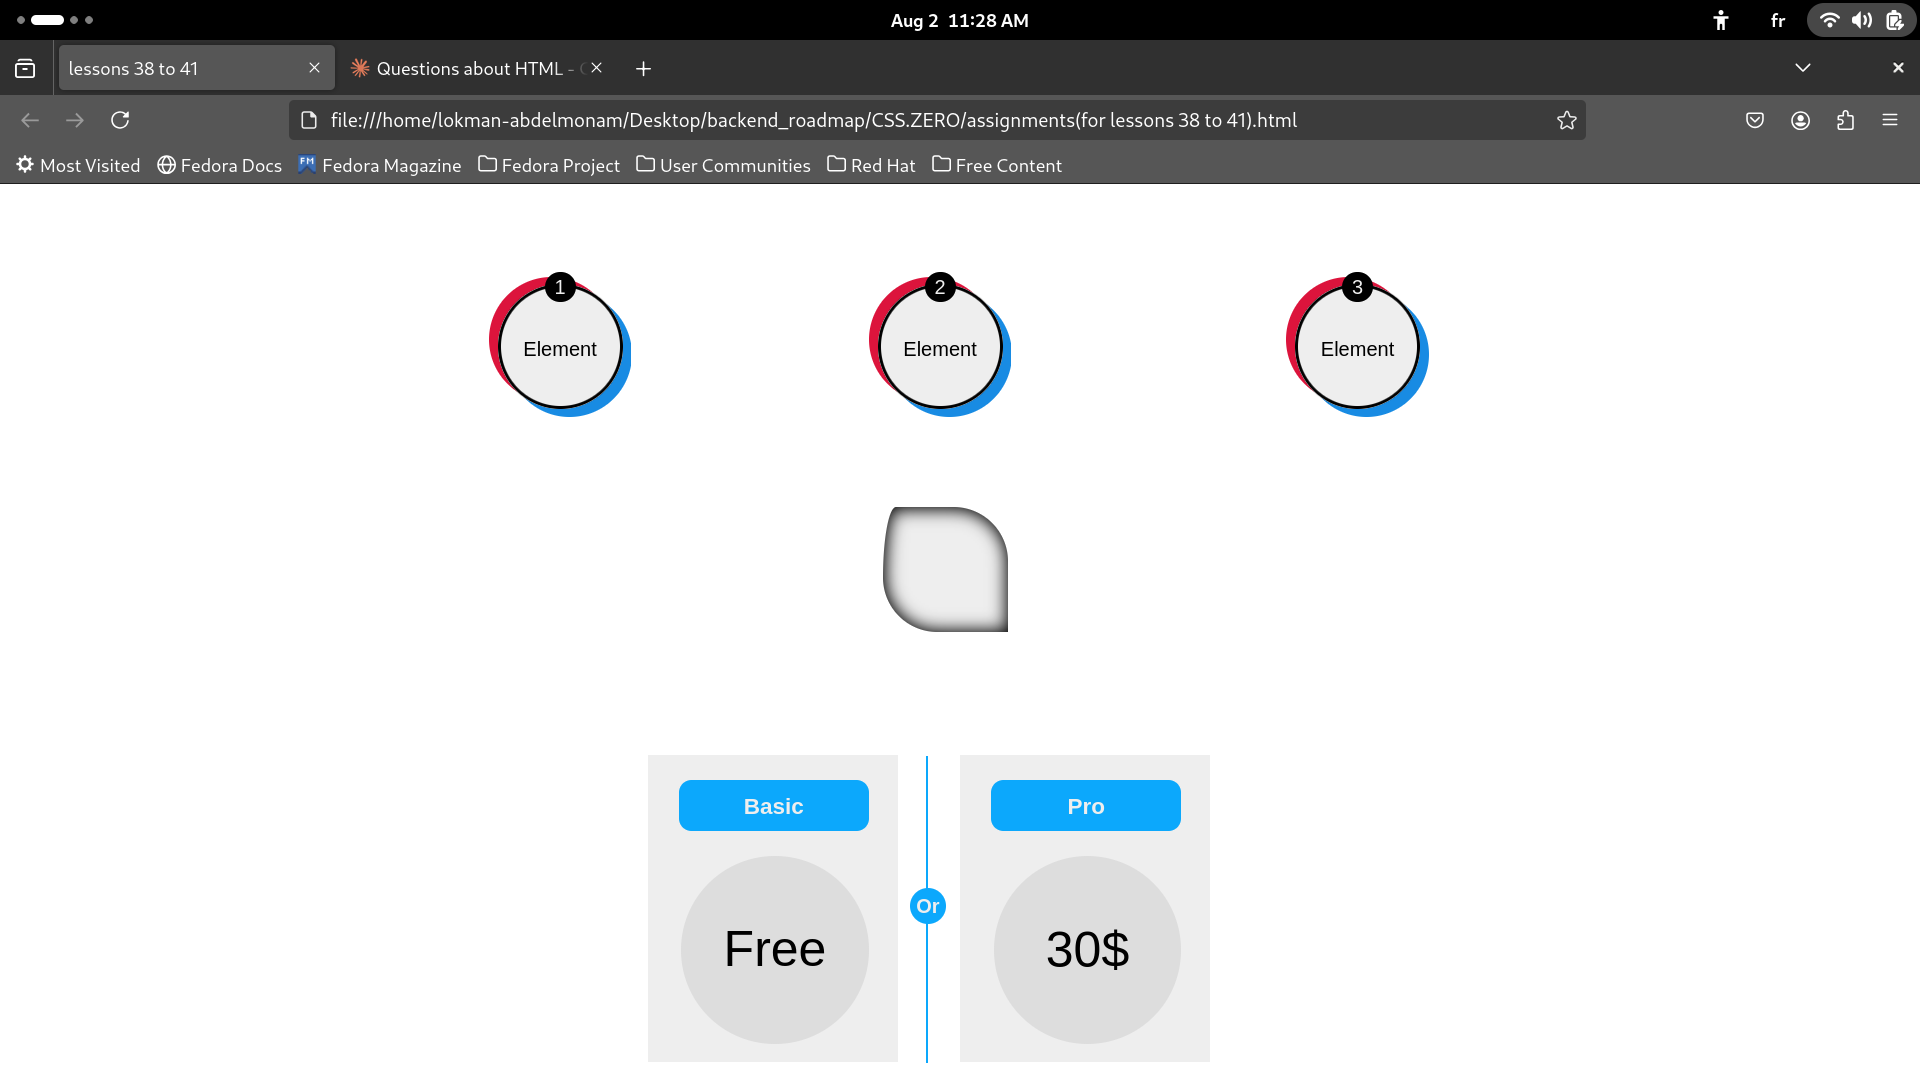 Aug 2 11:28 AM
fr
lessons 38 to 41
Questions about HTML -
file:///home/lokman-abdelmonam/Desktop/backend_roadmap/CSS.ZERO/assignments(for lessons 38 to 41).html
Most Visited Fedora Docs FM Fedora Magazine Fedora Project User Communities Red Hat Free Content
1 2 3
Element Element Element
Basic Pro
Or
Free 30$